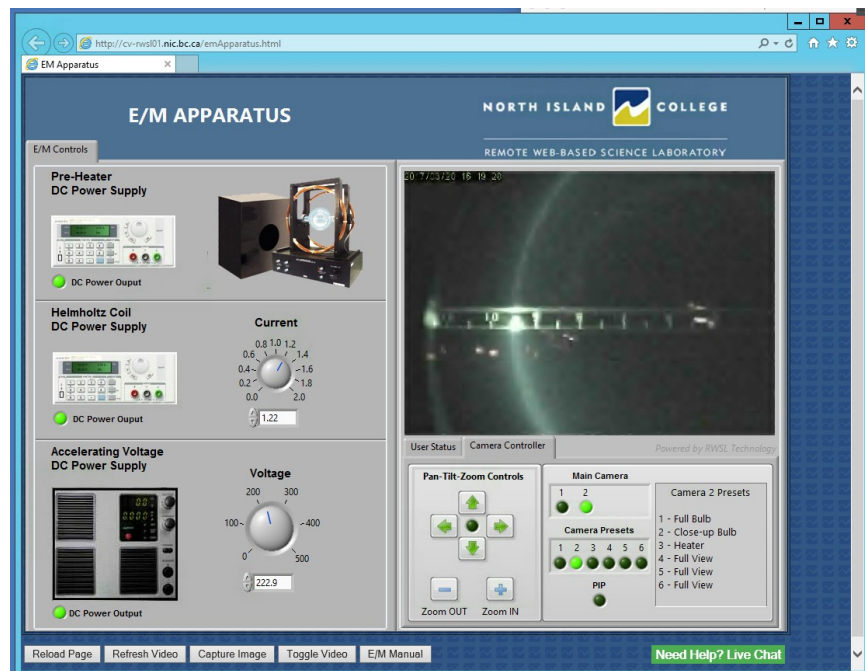 http://cv-rwsl01.nic.bc.ca/emApparatus.html
EM Apparatus
E/M APPARATUS
NORTH ISLAND COLLEGE
REMOTE WEB-BASED SCIENCE LABORATORY
E/M Controls
Pre-Heater
DC Power Supply
DC Power Ouput
Helmholtz Coil
DC Power Supply
DC Power Ouput
Current
0.0 0.2 0.4 0.6 0.8 1.0 1.2 1.4 1.6 1.8 2.0
1.22
Accelerating Voltage
DC Power Supply
DC Power Output
Voltage
0 100 200 300 400 500
222.9
2017/03/20 16 19 20
User Status
Camera Controller
Powered by RWSL Technology
Pan-Tilt-Zoom Controls
Zoom OUT
Zoom IN
Main Camera
1 2
Camera Presets
1 2 3 4 5 6
PIP
Camera 2 Presets
1 - Full Bulb
2 - Close-up Bulb
3 - Heater
4 - Full View
5 - Full View
6 - Full View
Reload Page
Refresh Video
Capture Image
Toggle Video
E/M Manual
Need Help? Live Chat